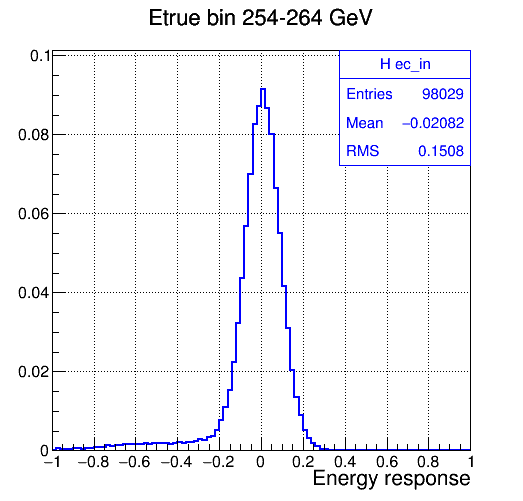 Etrue bin 254-264 GeV
H ec_in
Entries 98029
Mean −0.02082
RMS 0.1508
0.1
0.08
0.06
0.04
0.02
0
−1 −0.8 −0.6 −0.4 −0.2 0 0.2 0.4 0.6 0.8 1
Energy response